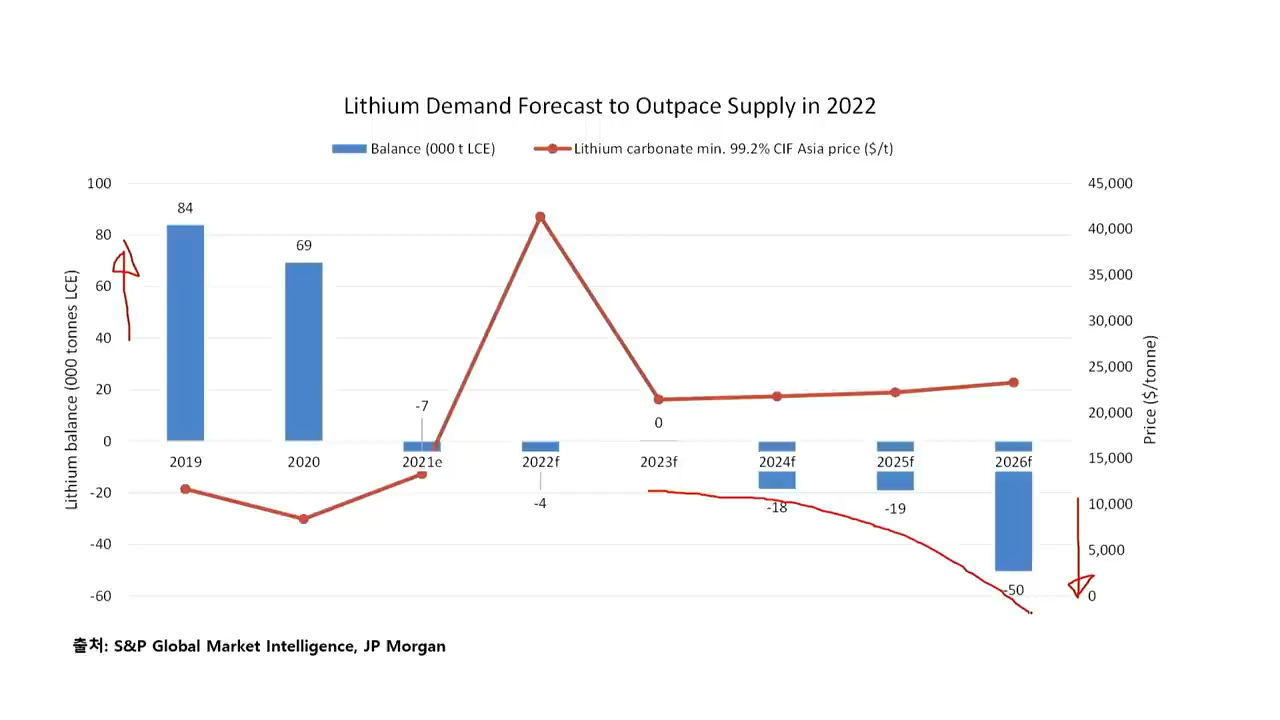 Lithium Demand Forecast to Outpace Supply in 2022
Balance (000 t LCE)
Lithium carbonate min. 99.2% CIF Asia price ($/t)
Lithium balance (000 tonnes LCE)
100
80
60
40
20
0
-20
-40
-60
84
69
-7
-4
0
-18
-19
-50
2019
2020
2021e
2022f
2023f
2024f
2025f
2026f
45,000
40,000
35,000
30,000
25,000
20,000
15,000
10,000
5,000
0
Price ($/tonne)
출처: S&P Global Market Intelligence, JP Morgan